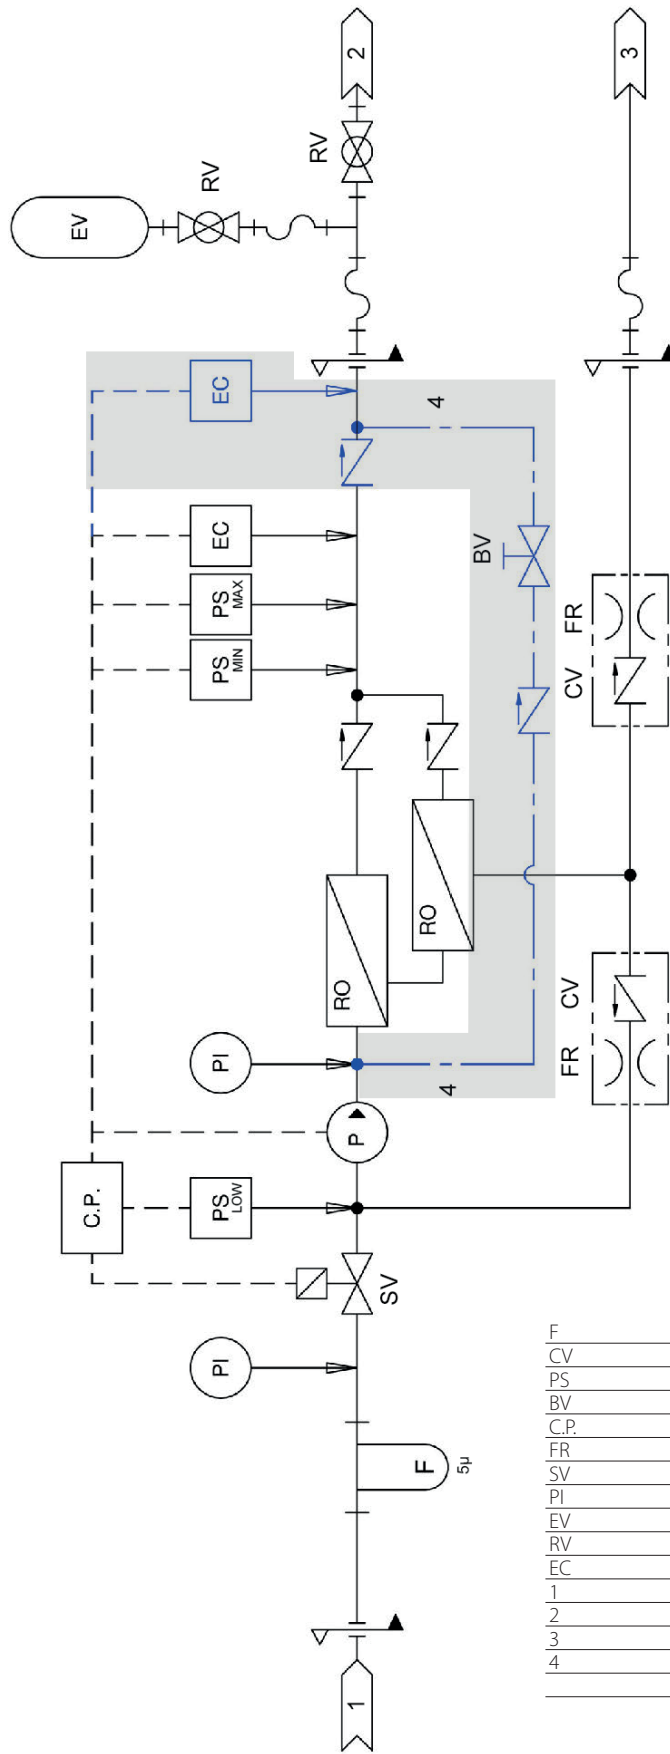 2
3
RV
RV
EV
EC
4
EC
PS
MAX
PS
MIN
BV
FR
CV
RO
RO
PI
CV
FR
4
P
C.P.
PS
LOW
SV
PI
F
5µ
1
F
CV
PS
BV
C.P.
FR
SV
PI
EV
RV
EC
1
2
3
4